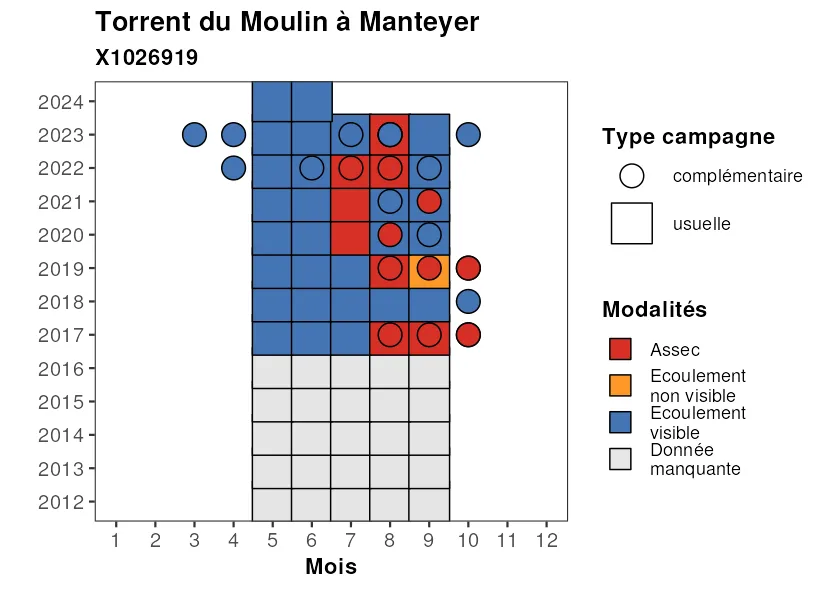 Torrent du Moulin à Manteyer
X1026919
2024
2023
2022
2021
2020
2019
2018
2017
2016
2015
2014
2013
2012
1 2 3 4 5 6 7 8 9 10 11 12
Mois
Type campagne
complémentaire
usuelle
Modalités
Assec
Ecoulement
non visible
Ecoulement
visible
Donnée
manquante